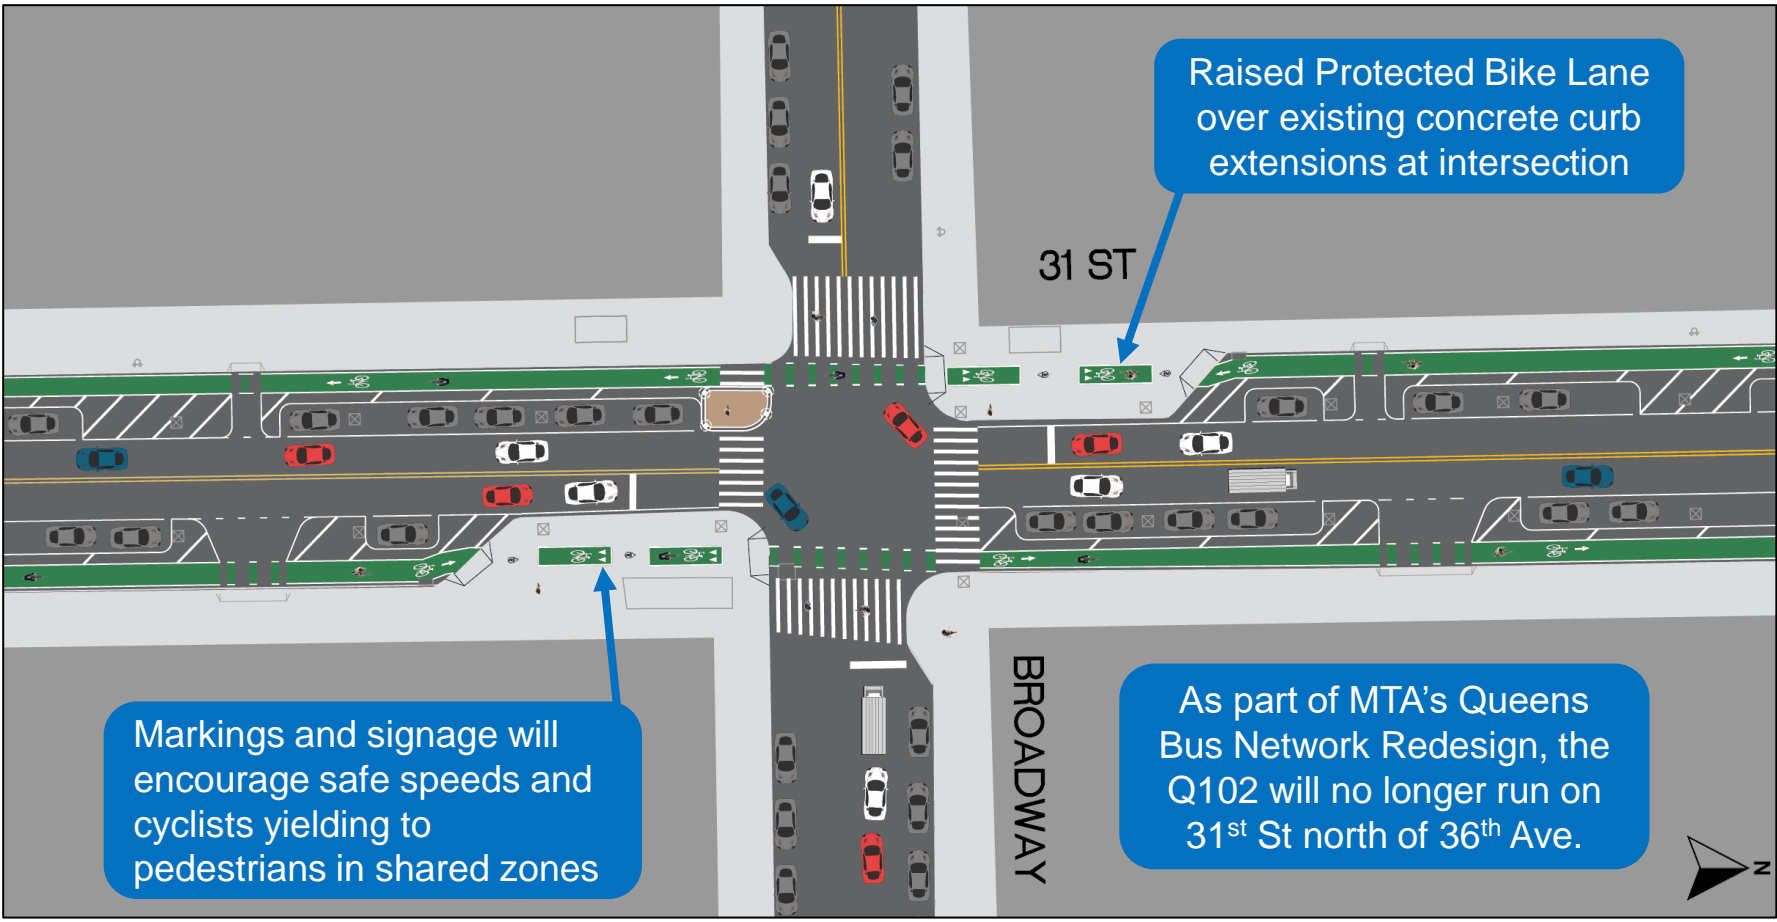 Raised Protected Bike Lane
over existing concrete curb
extensions at intersection
31 ST
BROADWAY
Markings and signage will
encourage safe speeds and
cyclists yielding to
pedestrians in shared zones
As part of MTA’s Queens
Bus Network Redesign, the
Q102 will no longer run on
31st St north of 36th Ave.
N